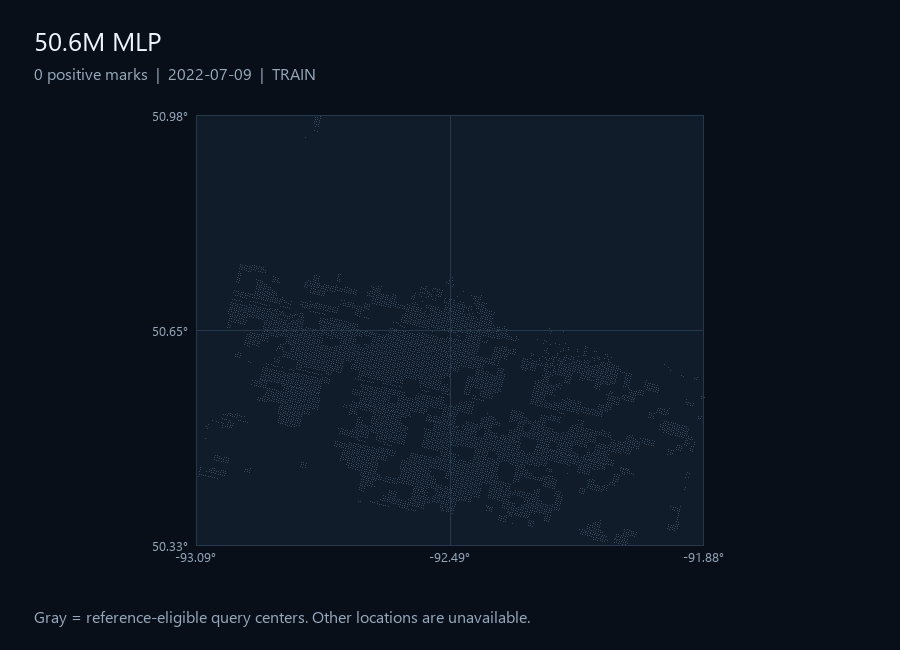 50.6M MLP
0 positive marks | 2022-07-09 | TRAIN
50.98°
50.65°
50.33°
-93.09°
-92.49°
-91.88°
Gray = reference-eligible query centers. Other locations are unavailable.